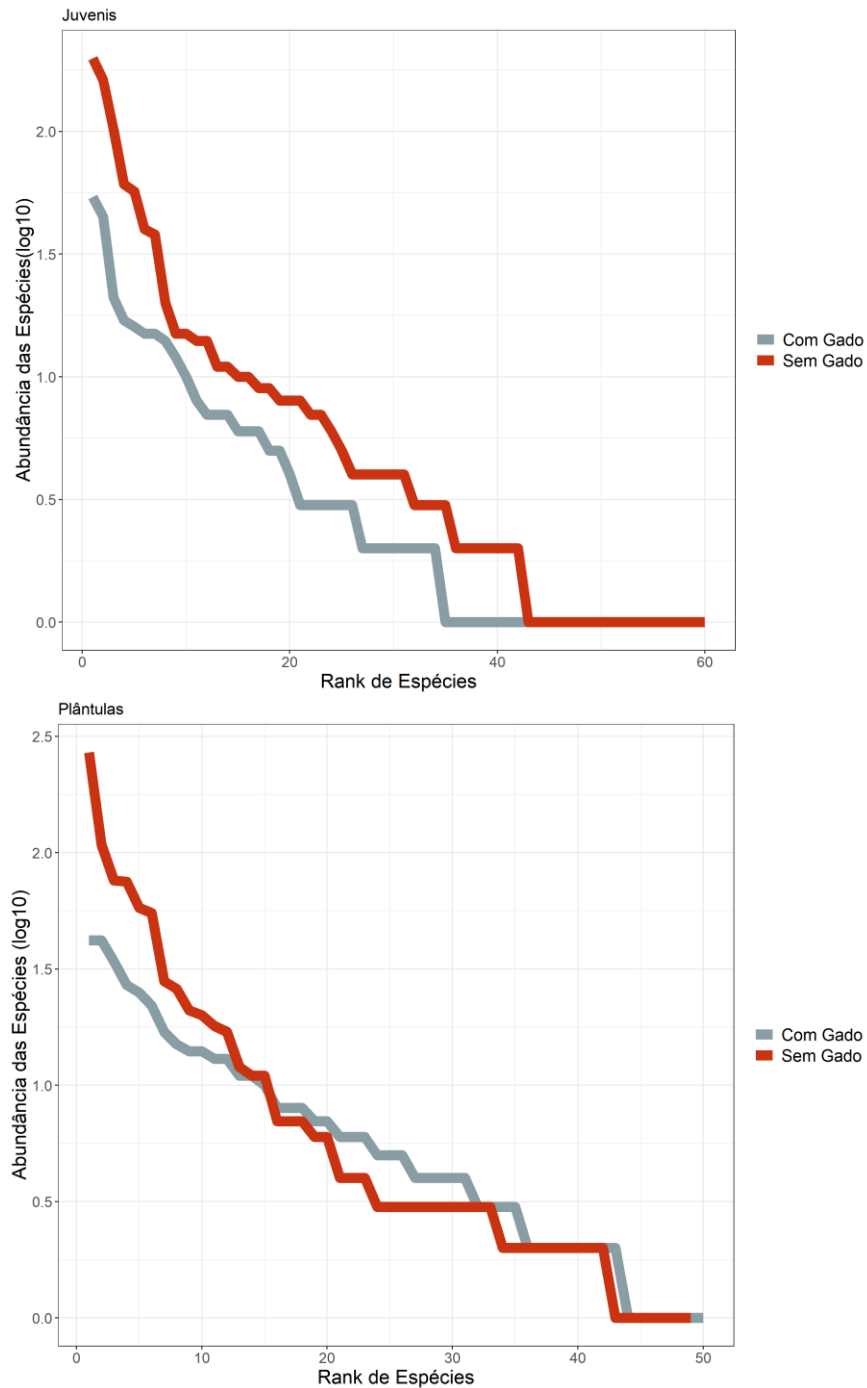 Juvenis
Abundância das Espécies(log10)
2.0
1.5
1.0
0.5
0.0
0 20 40 60
Rank de Espécies
Com Gado
Sem Gado
Plântulas
Abundância das Espécies (log10)
2.5
2.0
1.5
1.0
0.5
0.0
0 10 20 30 40 50
Rank de Espécies
Com Gado
Sem Gado